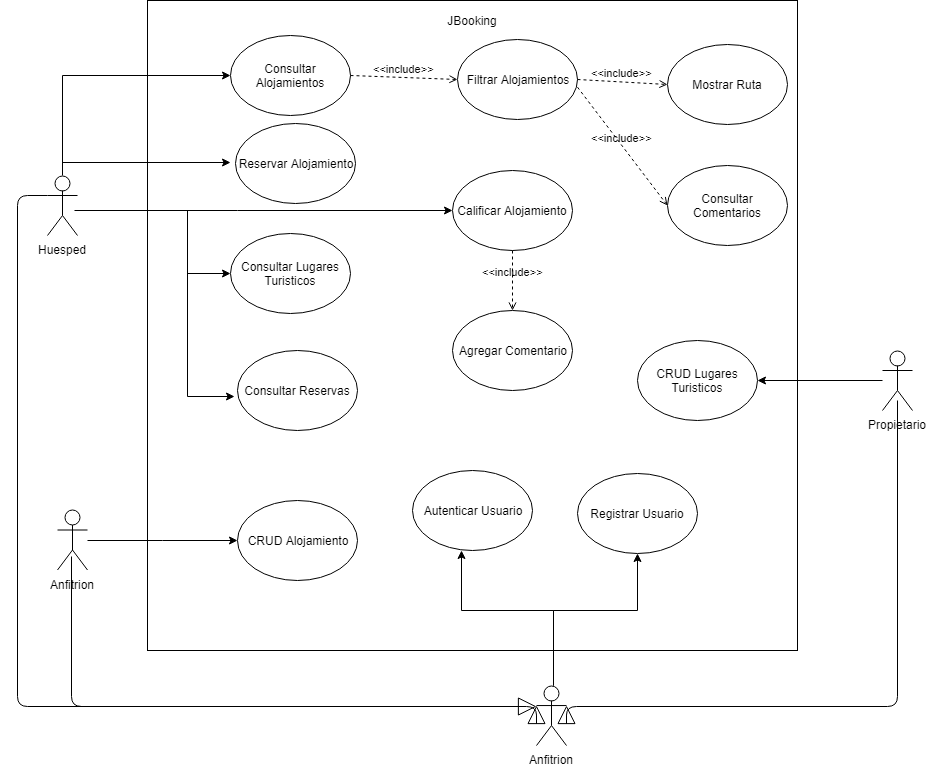 JBooking
Consultar
Alojamientos
<<include>>
Filtrar Alojamientos
<<include>>
Mostrar Ruta
<<include>>
Reservar Alojamiento
Consultar
Comentarios
Calificar Alojamiento
Huesped
Consultar Lugares
Turisticos
<<include>>
Agregar Comentario
CRUD Lugares
Turisticos
Consultar Reservas
Propietario
Autenticar Usuario
Registrar Usuario
CRUD Alojamiento
Anfitrion
Anfitrion